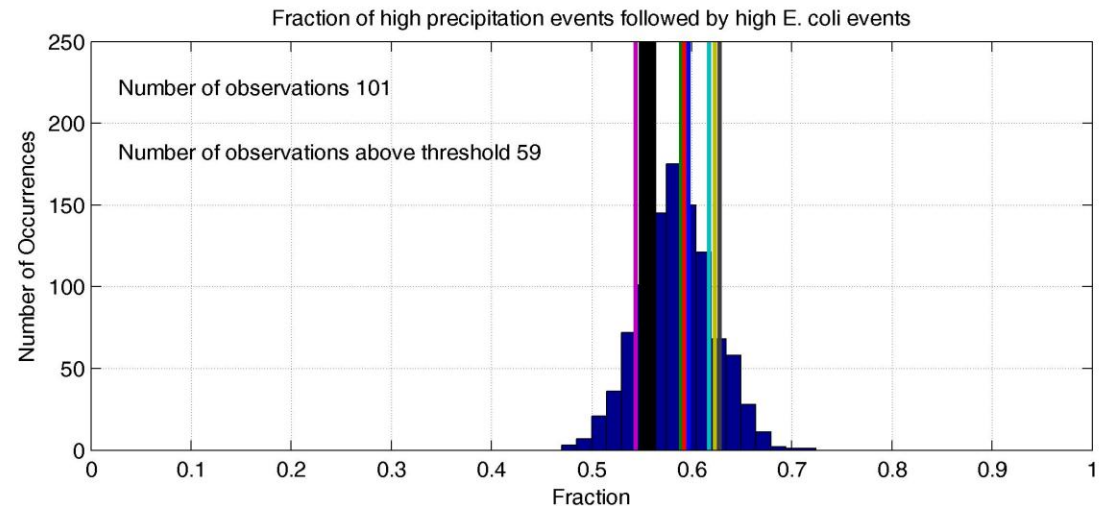 Fraction of high precipitation events followed by high E. coli events
250
Number of observations 101
200
Number of observations above threshold 59
150
100
50
0
Number of Occurrences
0 0.1 0.2 0.3 0.4 0.5 0.6 0.7 0.8 0.9 1
Fraction